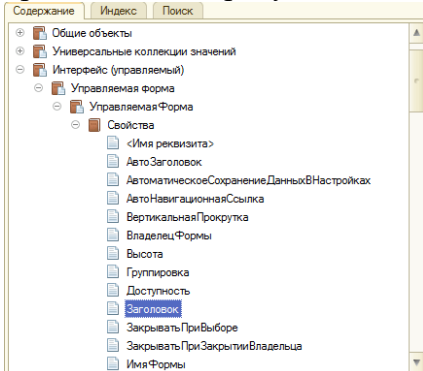 Содержание Индекс Поиск
Общие объекты
Универсальные коллекции значений
Интерфейс (управляемый)
Управляемая форма
УправляемаяФорма
Свойства
<Имя реквизита>
АвтоЗаголовок
АвтоматическоеСохранениеДанныхВНастройках
АвтоНавигационнаяСсылка
ВертикальнаяПрокрутка
ВладелецФормы
Высота
Группировка
Доступность
Заголовок
ЗакрыватьПриВыборе
ЗакрыватьПриЗакрытииВладельца
ИмяФормы